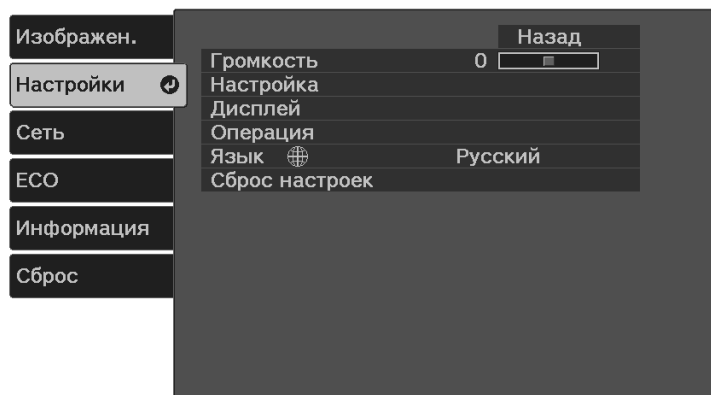 Изображен.
Настройки
Сеть
ECO
Информация
Сброс
Назад
Громкость 0
Настройка
Дисплей
Операция
Язык Русский
Сброс настроек